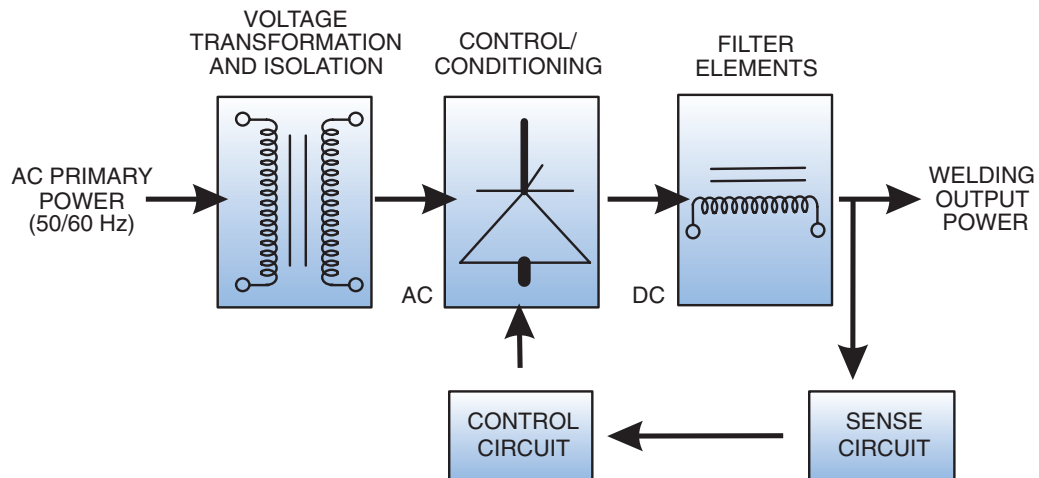 VOLTAGE
TRANSFORMATION
AND ISOLATION
CONTROL/
CONDITIONING
FILTER
ELEMENTS
AC PRIMARY
POWER
(50/60 Hz)
WELDING
OUTPUT
POWER
AC
DC
CONTROL
CIRCUIT
SENSE
CIRCUIT